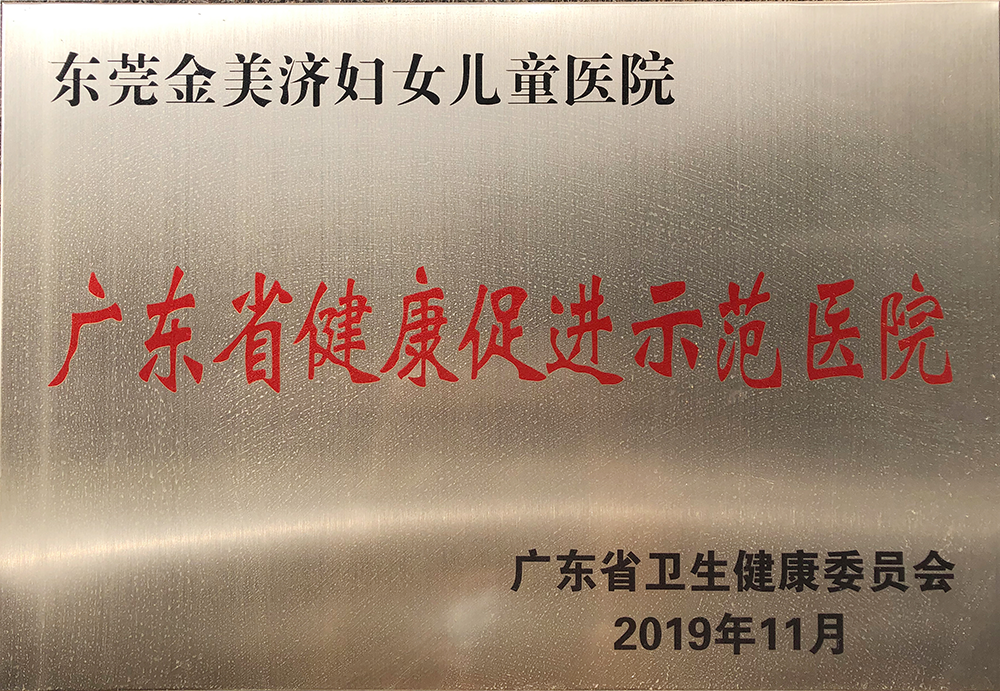 东莞金美济妇女儿童医院
广东省健康促进示范医院
广东省卫生健康委员会
2019年11月